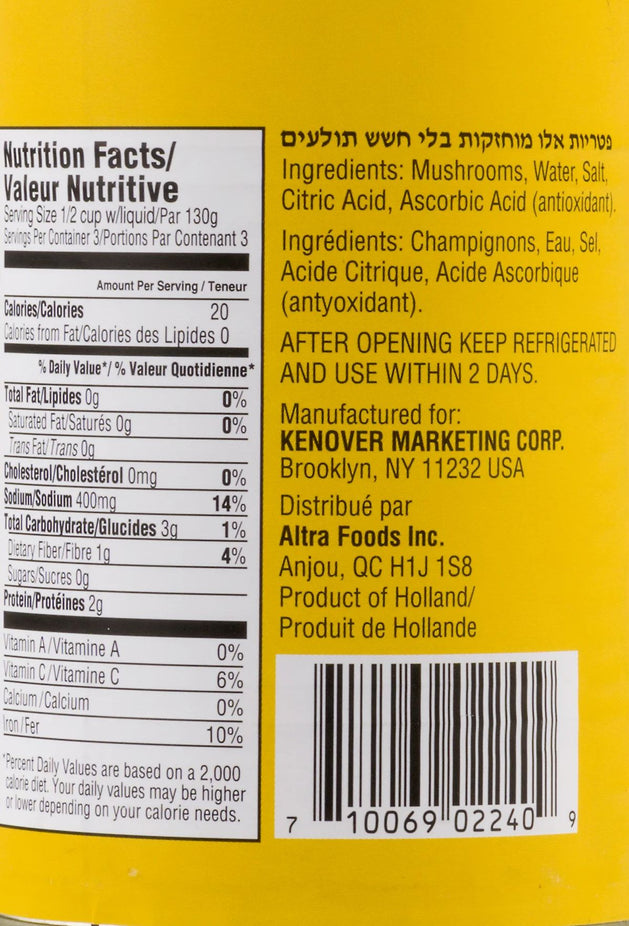 Nutrition Facts/
Valeur Nutritive
Serving Size 1/2 cup w/liquid/Par 130g
Servings Per Container 3/Portions Par Contenant 3
Amount Per Serving / Teneur
Calories/Calories 20
Calories from Fat/Calories des Lipides 0
% Daily Value*/ % Valeur Quotidienne*
Total Fat/Lipides 0g 0%
Saturated Fat/Saturés 0g 0%
Trans Fat/Trans 0g
Cholesterol/Cholestérol 0mg 0%
Sodium/Sodium 400mg 14%
Total Carbohydrate/Glucides 3g 1%
Dietary Fiber/Fibre 1g 4%
Sugars/Sucres 0g
Protein/Protéines 2g
Vitamin A/Vitamine A 0%
Vitamin C/Vitamine C 6%
Calcium/Calcium 0%
Iron/Fer 10%
*Percent Daily Values are based on a 2,000
calorie diet. Your daily values may be higher
or lower depending on your calorie needs.
פטריות אלו מוחזקות בלי חשש תולעים
Ingredients: Mushrooms, Water, Salt,
Citric Acid, Ascorbic Acid (antioxidant).
Ingrédients: Champignons, Eau, Sel,
Acide Citrique, Acide Ascorbique
(antyoxidant).
AFTER OPENING KEEP REFRIGERATED
AND USE WITHIN 2 DAYS.
Manufactured for:
KENOVER MARKETING CORP.
Brooklyn, NY 11232 USA
Distribué par
Altra Foods Inc.
Anjou, QC H1J 1S8
Product of Holland/
Produit de Hollande
7 10069 02240 9